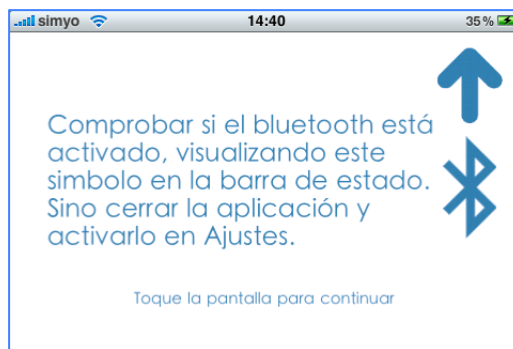 simyo 14:40 35 %
Comprobar si el bluetooth está
activado, visualizando este
simbolo en la barra de estado.
Sino cerrar la aplicación y
activarlo en Ajustes.
Toque la pantalla para continuar